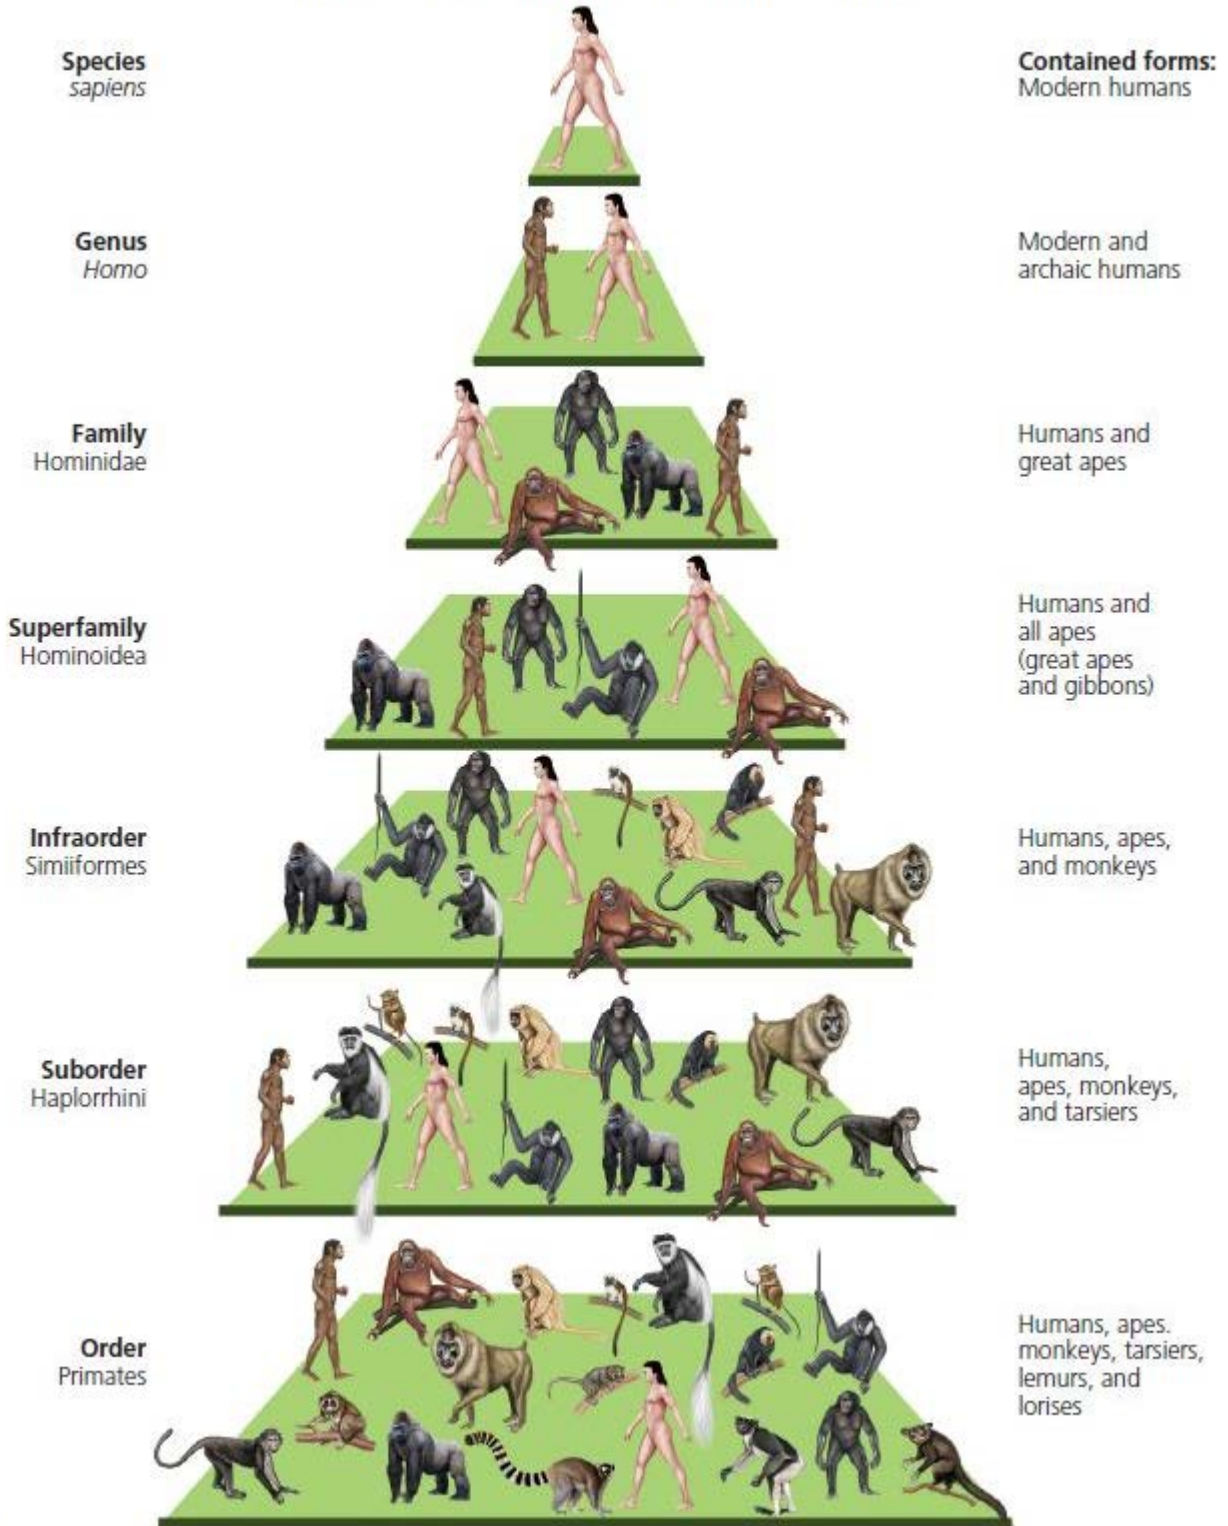 Species
sapiens
Contained forms:
Modern humans
Genus
Homo
Modern and
archaic humans
Family
Hominidae
Humans and
great apes
Superfamily
Hominoidea
Humans and
all apes
(great apes
and gibbons)
Infraorder
Simiiformes
Humans, apes,
and monkeys
Suborder
Haplorrhini
Humans,
apes, monkeys,
and tarsiers
Order
Primates
Humans, apes.
monkeys, tarsiers,
lemurs, and
lorises